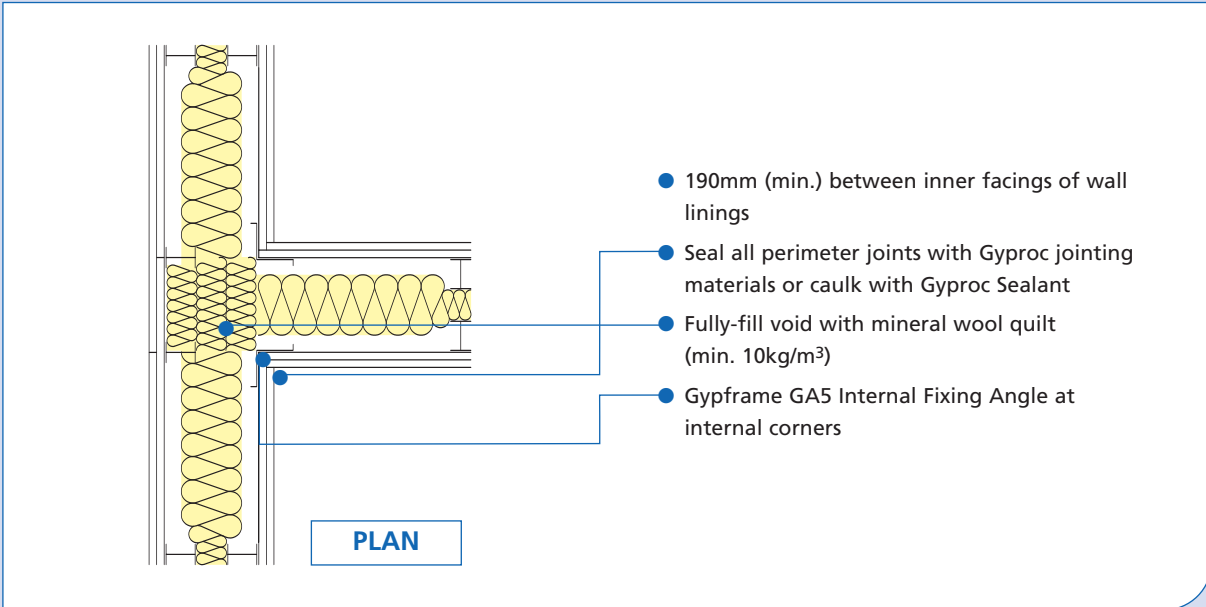 190mm (min.) between inner facings of wall
linings
Seal all perimeter joints with Gyproc jointing
materials or caulk with Gyproc Sealant
Fully-fill void with mineral wool quilt
(min. 10kg/m³)
Gypframe GA5 Internal Fixing Angle at
internal corners
PLAN